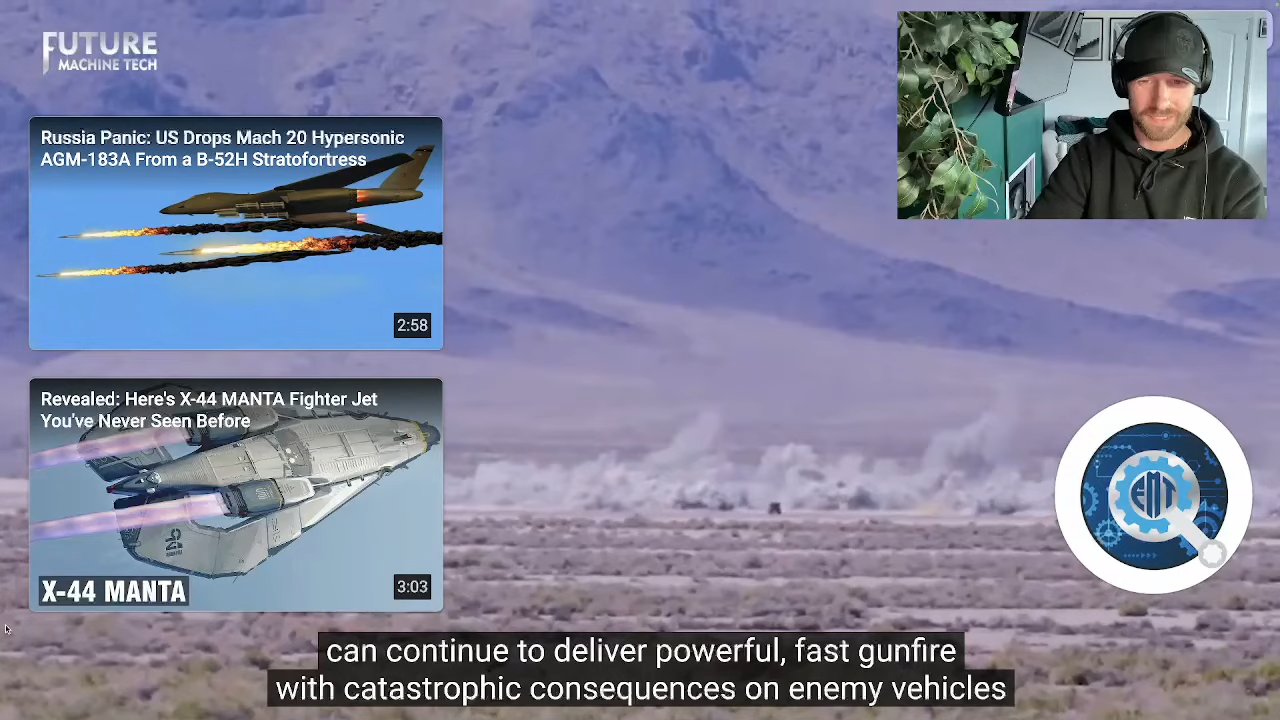 FUTURE
MACHINE TECH
Russia Panic: US Drops Mach 20 Hypersonic
AGM-183A From a B-52H Stratofortress
2:58
Revealed: Here's X-44 MANTA Fighter Jet
You've Never Seen Before
X-44 MANTA
3:03
EMT
can continue to deliver powerful, fast gunfire
with catastrophic consequences on enemy vehicles